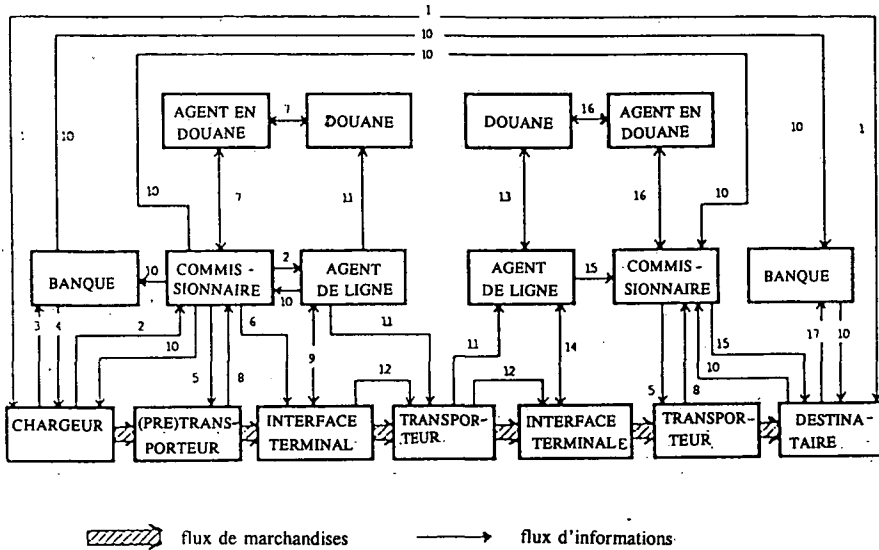 1
10
10
AGENT EN
DOUANE
7
DOUANE
DOUANE
16
AGENT EN
DOUANE
10
10
7
11
13
16
10
10
1
BANQUE
10
COMMIS -
SIONNAIRE
2
10
AGENT
DE LIGNE
AGENT
DE LIGNE
15
COMMIS -
SIONNAIRE
BANQUE
3
4
2
10
5
8
6
9
11
12
11
12
14
5
8
15
10
17
10
CHARGEUR
(PRE)TRANS-
PORTEUR
INTERFACE
TERMINAL
TRANSPOR-
TEUR
INTERFACE
TERMINALE
TRANSPOR-
TEUR
DESTINA-
TAIRE
flux de marchandises
flux d'informations